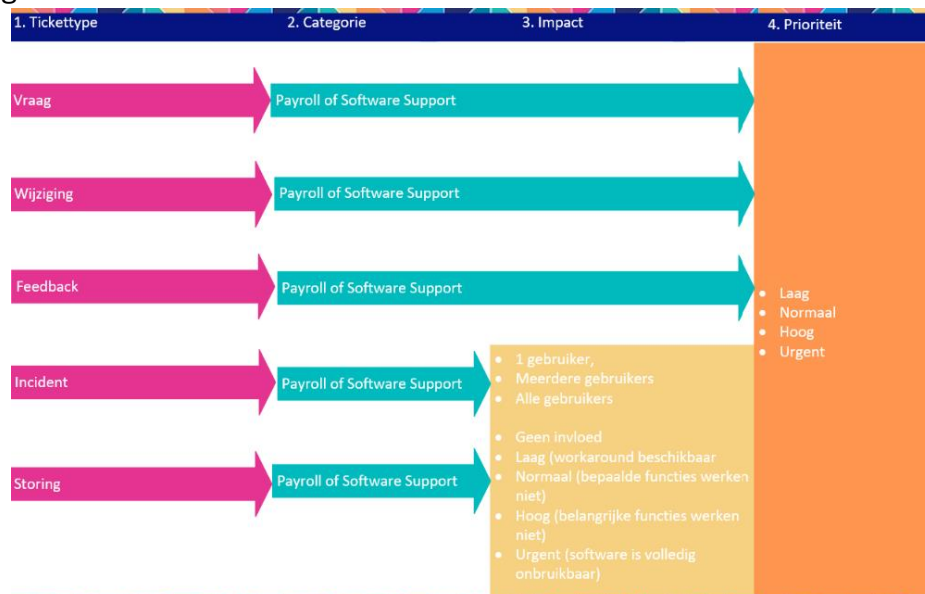 1. Tickettype
2. Categorie
3. Impact
4. Prioriteit
Vraag
Payroll of Software Support
Wijziging
Payroll of Software Support
Feedback
Payroll of Software Support
Incident
Payroll of Software Support
Storing
Payroll of Software Support
• 1 gebruiker,
• Meerdere gebruikers
• Alle gebruikers
• Geen invloed
• Laag (workaround beschikbaar
• Normaal (bepaalde functies werken
niet)
• Hoog (belangrijke functies werken
niet)
• Urgent (software is volledig
onbruikbaar)
• Laag
• Normaal
• Hoog
• Urgent